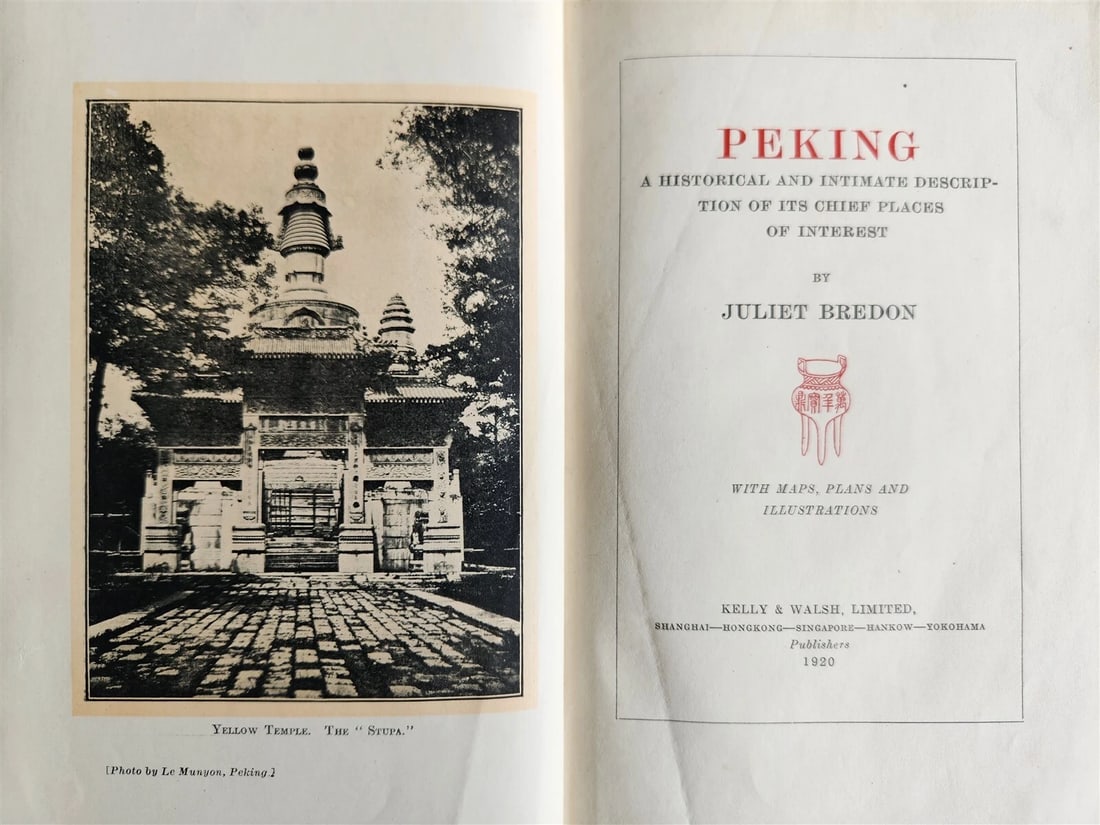 YELLOW TEMPLE. THE "STUPA."
[Photo by Le Munyon, Peking.]
PEKING
A HISTORICAL AND INTIMATE DESCRIP-
TION OF ITS CHIEF PLACES
OF INTEREST
BY
JULIET BREDON
WITH MAPS, PLANS AND
ILLUSTRATIONS
KELLY & WALSH, LIMITED,
SHANGHAI—HONGKONG—SINGAPORE—HANKOW—YOKOHAMA
Publishers
1920